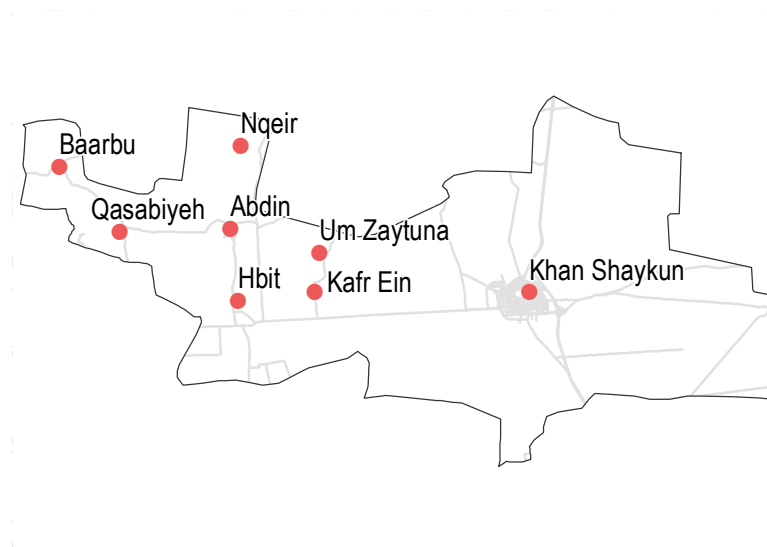 Nqeir
Baarbu
Qasabiyeh
Abdin
Um Zaytuna
Khan Shaykun
Hbit
Kafr Ein